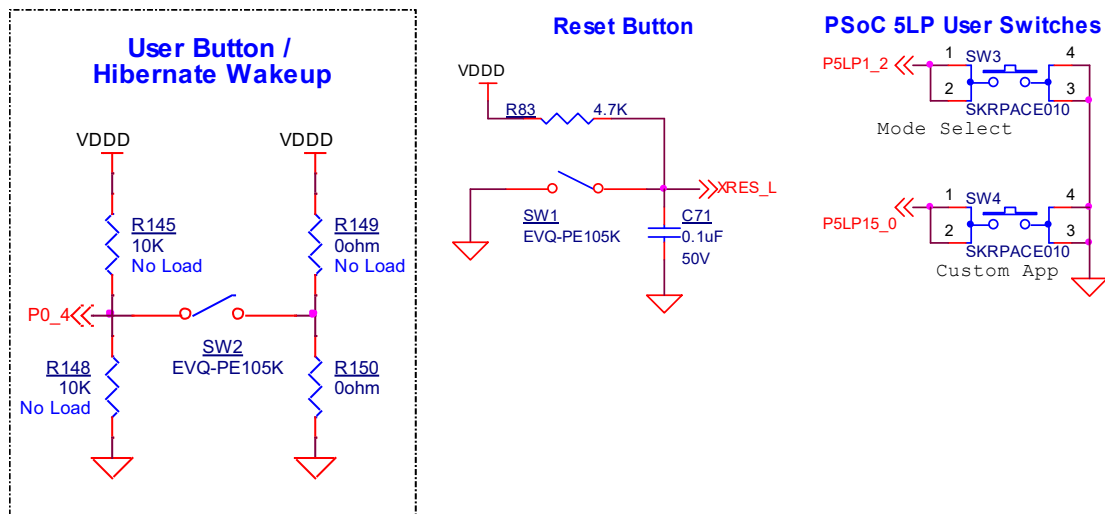 User Button /
Hibernate Wakeup
VDDD
VDDD
R145
10K
No Load
R149
0ohm
No Load
P0_4
SW2
EVQ-PE105K
R148
10K
No Load
R150
0ohm
Reset Button
VDDD
R83
4.7K
XRES_L
SW1
EVQ-PE105K
C71
0.1uF
50V
PSoC 5LP User Switches
P5LP1_2
1
SW3
4
2
3
SKRPACE010
Mode Select
P5LP15_0
1
SW4
4
2
3
SKRPACE010
Custom App